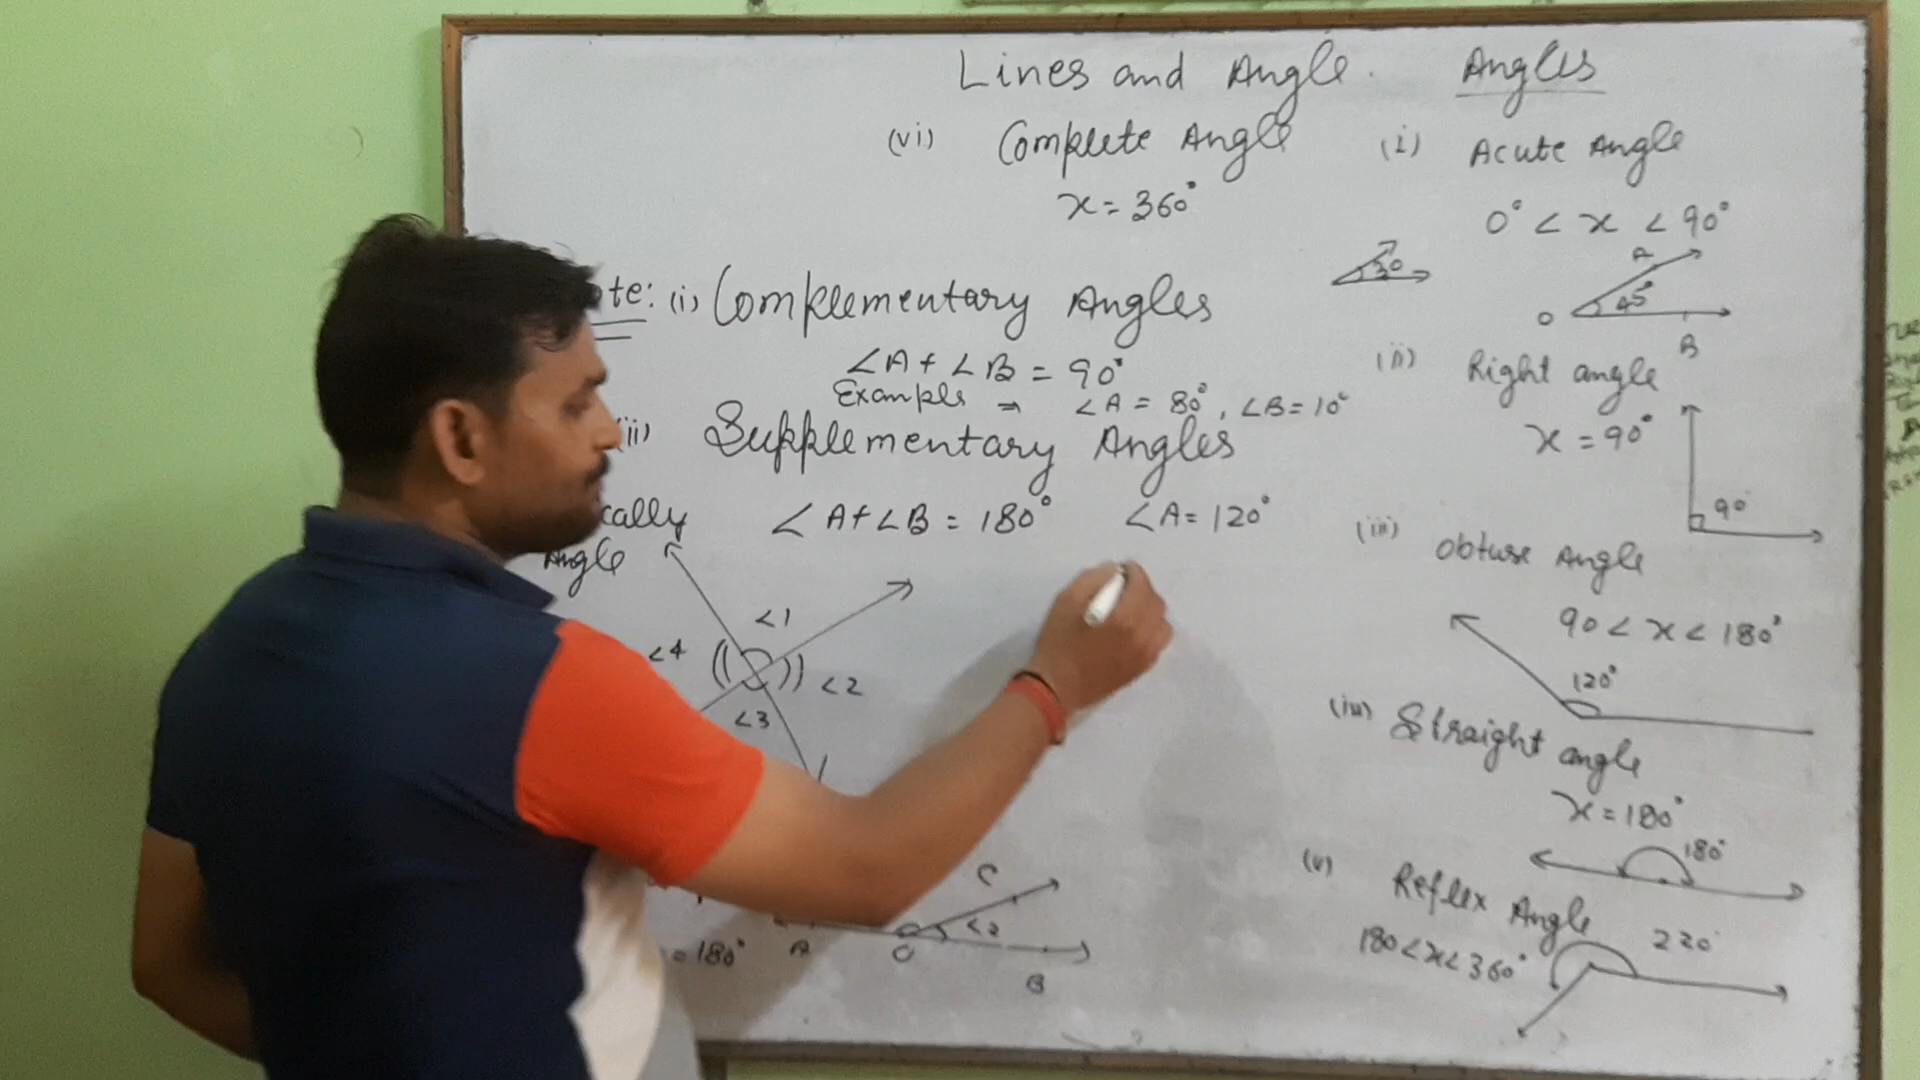 Lines and Angle.
Angles
(vi) Complete Angle
x = 360°
(i) Acute Angle
0° < x < 90°
30
A
45°
O
B
te: (i) Complementary Angles
∠A + ∠B = 90°
Example ⇒ ∠A = 80°, ∠B = 10°
(ii) Right angle
x = 90°
90°
(ii) Supplementary Angles
∠A + ∠B = 180° ∠A = 120°
cally
Angle
∠1
∠4
∠2
∠3
(iii) Obtuse Angle
90 < x < 180°
120°
(iv) Straight angle
x = 180°
180°
(v) Reflex Angle
180 < x < 360°
220°
C
∠2
A
O
B
= 180°